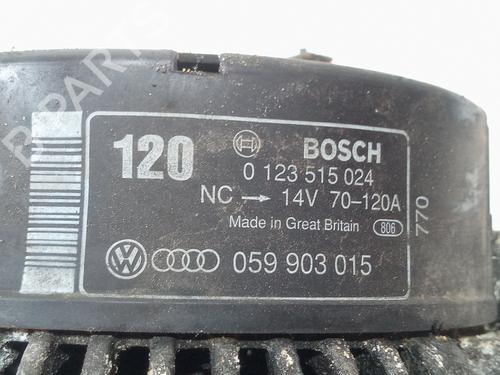 B-PARTS
120
BOSCH
0 123 515 024
NC → 14V 70-120A
Made in Great Britain 806
770
059 903 015